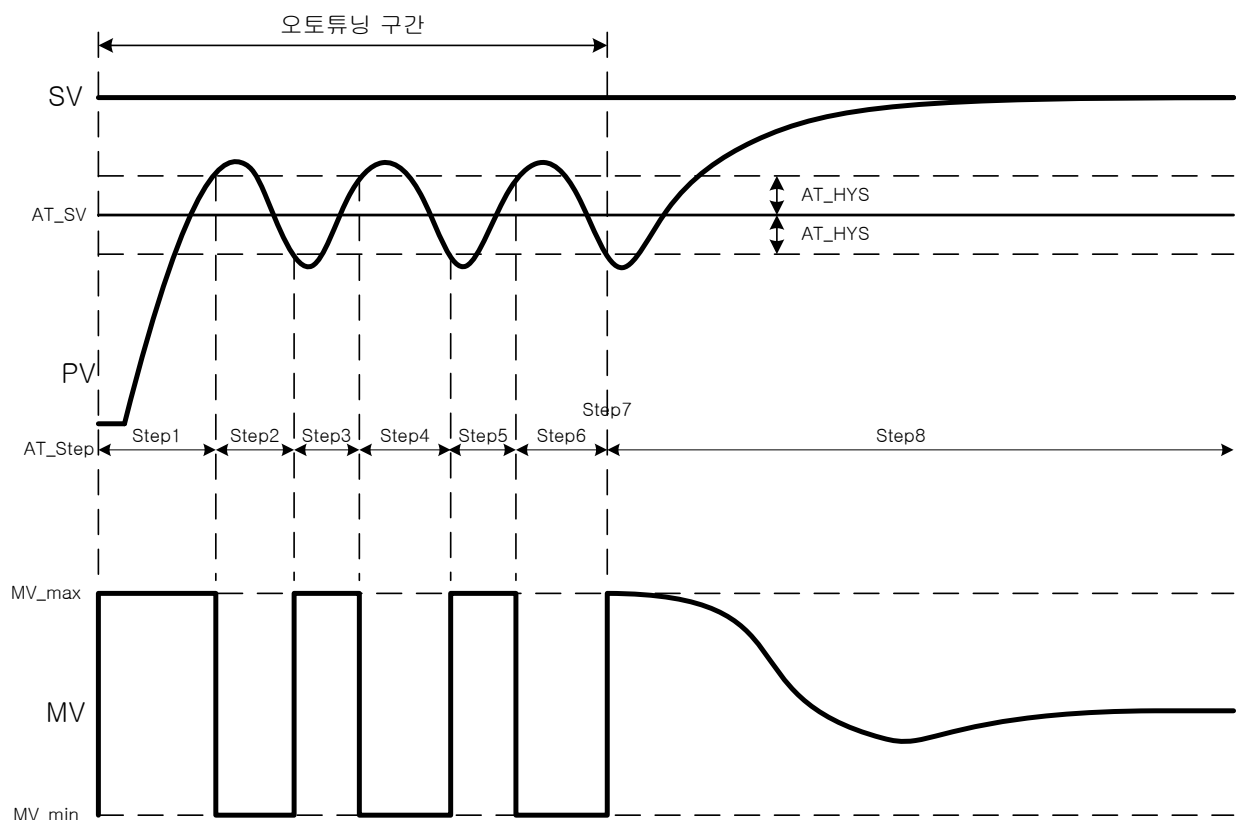 오토튜닝 구간
SV
AT_HYS
AT_SV
AT_HYS
PV
Step7
AT_Step
Step1
Step2
Step3
Step4
Step5
Step6
Step8
MV_max
MV
MV_min